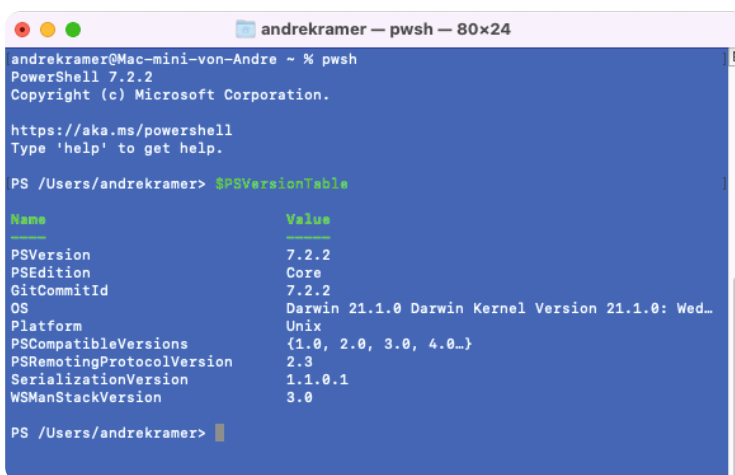 andrekramer — pwsh — 80×24
andrekramer@Mac-mini-von-Andre ~ % pwsh
PowerShell 7.2.2
Copyright (c) Microsoft Corporation.
https://aka.ms/powershell
Type 'help' to get help.
PS /Users/andrekramer> $PSVersionTable
Name                           Value
----                           -----
PSVersion                      7.2.2
PSEdition                      Core
GitCommitId                    7.2.2
OS                             Darwin 21.1.0 Darwin Kernel Version 21.1.0: Wed…
Platform                       Unix
PSCompatibleVersions           {1.0, 2.0, 3.0, 4.0…}
PSRemotingProtocolVersion      2.3
SerializationVersion           1.1.0.1
WSManStackVersion              3.0
PS /Users/andrekramer>